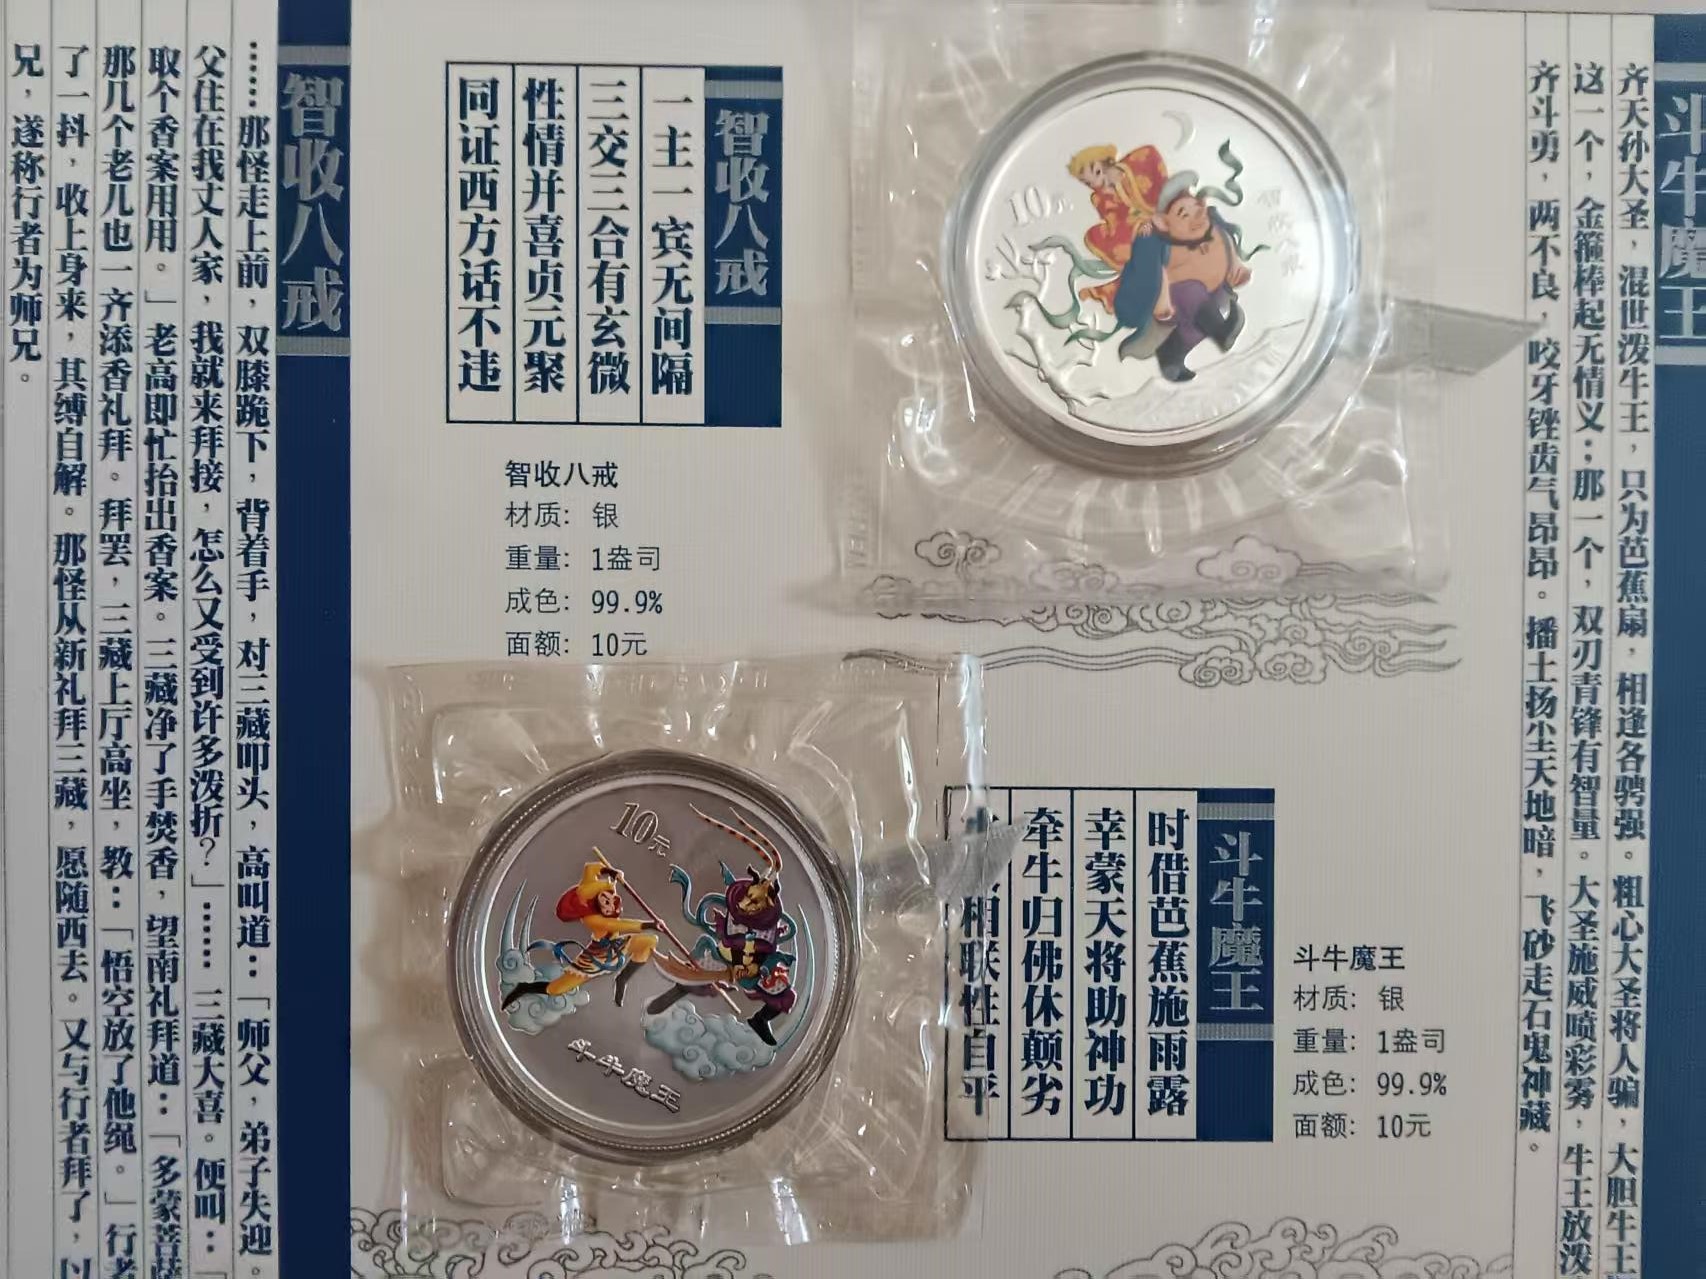 智收八戒
……那怪走上前，双膝跪下，背着手，对三藏叩头，高叫道：「师父，弟子失迎。
父住在我丈人家，我就来拜接，怎么又受到许多泼折？」……三藏大喜。便叫：「
取个香案用用。」老高即忙抬出香案。三藏净了手焚香，望南礼拜道：「多蒙菩萨
那几个老儿也一齐添香礼拜。拜罢，三藏上厅高坐，教：「悟空放了他绳。」行者
了一抖，收上身来，其缚自解。那怪从新礼拜三藏，愿随西去。又与行者拜了，以
兄，遂称行者为师兄。
智收八戒
一主一宾无间隔
三交三合有玄微
性情并喜贞元聚
同证西方话不违
智收八戒
材质：银
重量：1盎司
成色：99.9%
面额：10元
10元
智收八戒
10元
斗牛魔王
斗牛魔王
时借芭蕉施雨露
幸蒙天将助神功
牵牛归佛休颠劣
相联性自平
斗牛魔王
材质：银
重量：1盎司
成色：99.9%
面额：10元
斗牛魔王
齐天孙大圣，混世泼牛王，只为芭蕉扇，相逢各骋强。粗心大圣将人骗，大胆牛王
这一个，金箍棒起无情义；那一个，双刃青锋有智量。大圣施威喷彩雾，牛王放泼
齐斗勇，两不良，咬牙锉齿气昂昂。播土扬尘天地暗，飞砂走石鬼神藏。